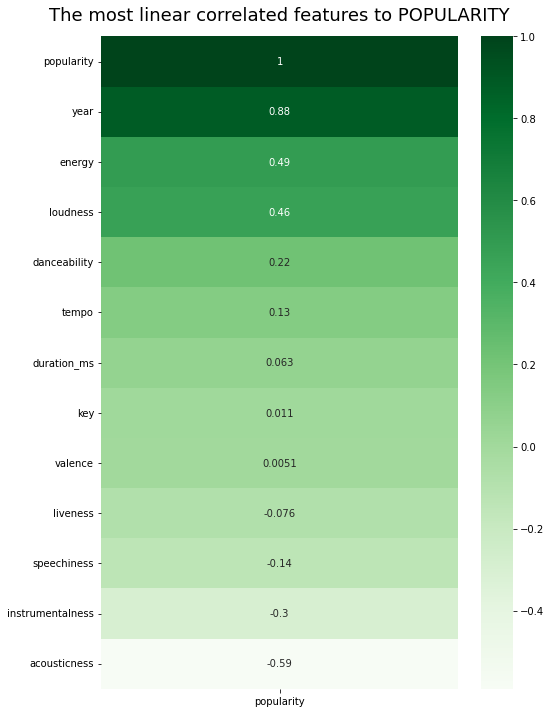 The most linear correlated features to POPULARITY
popularity
1
year
0.88
energy
0.49
loudness
0.46
danceability
0.22
tempo
0.13
duration_ms
0.063
key
0.011
valence
0.0051
liveness
-0.076
speechiness
-0.14
instrumentalness
-0.3
acousticness
-0.59
popularity
1.0
0.8
0.6
0.4
0.2
0.0
−0.2
−0.4